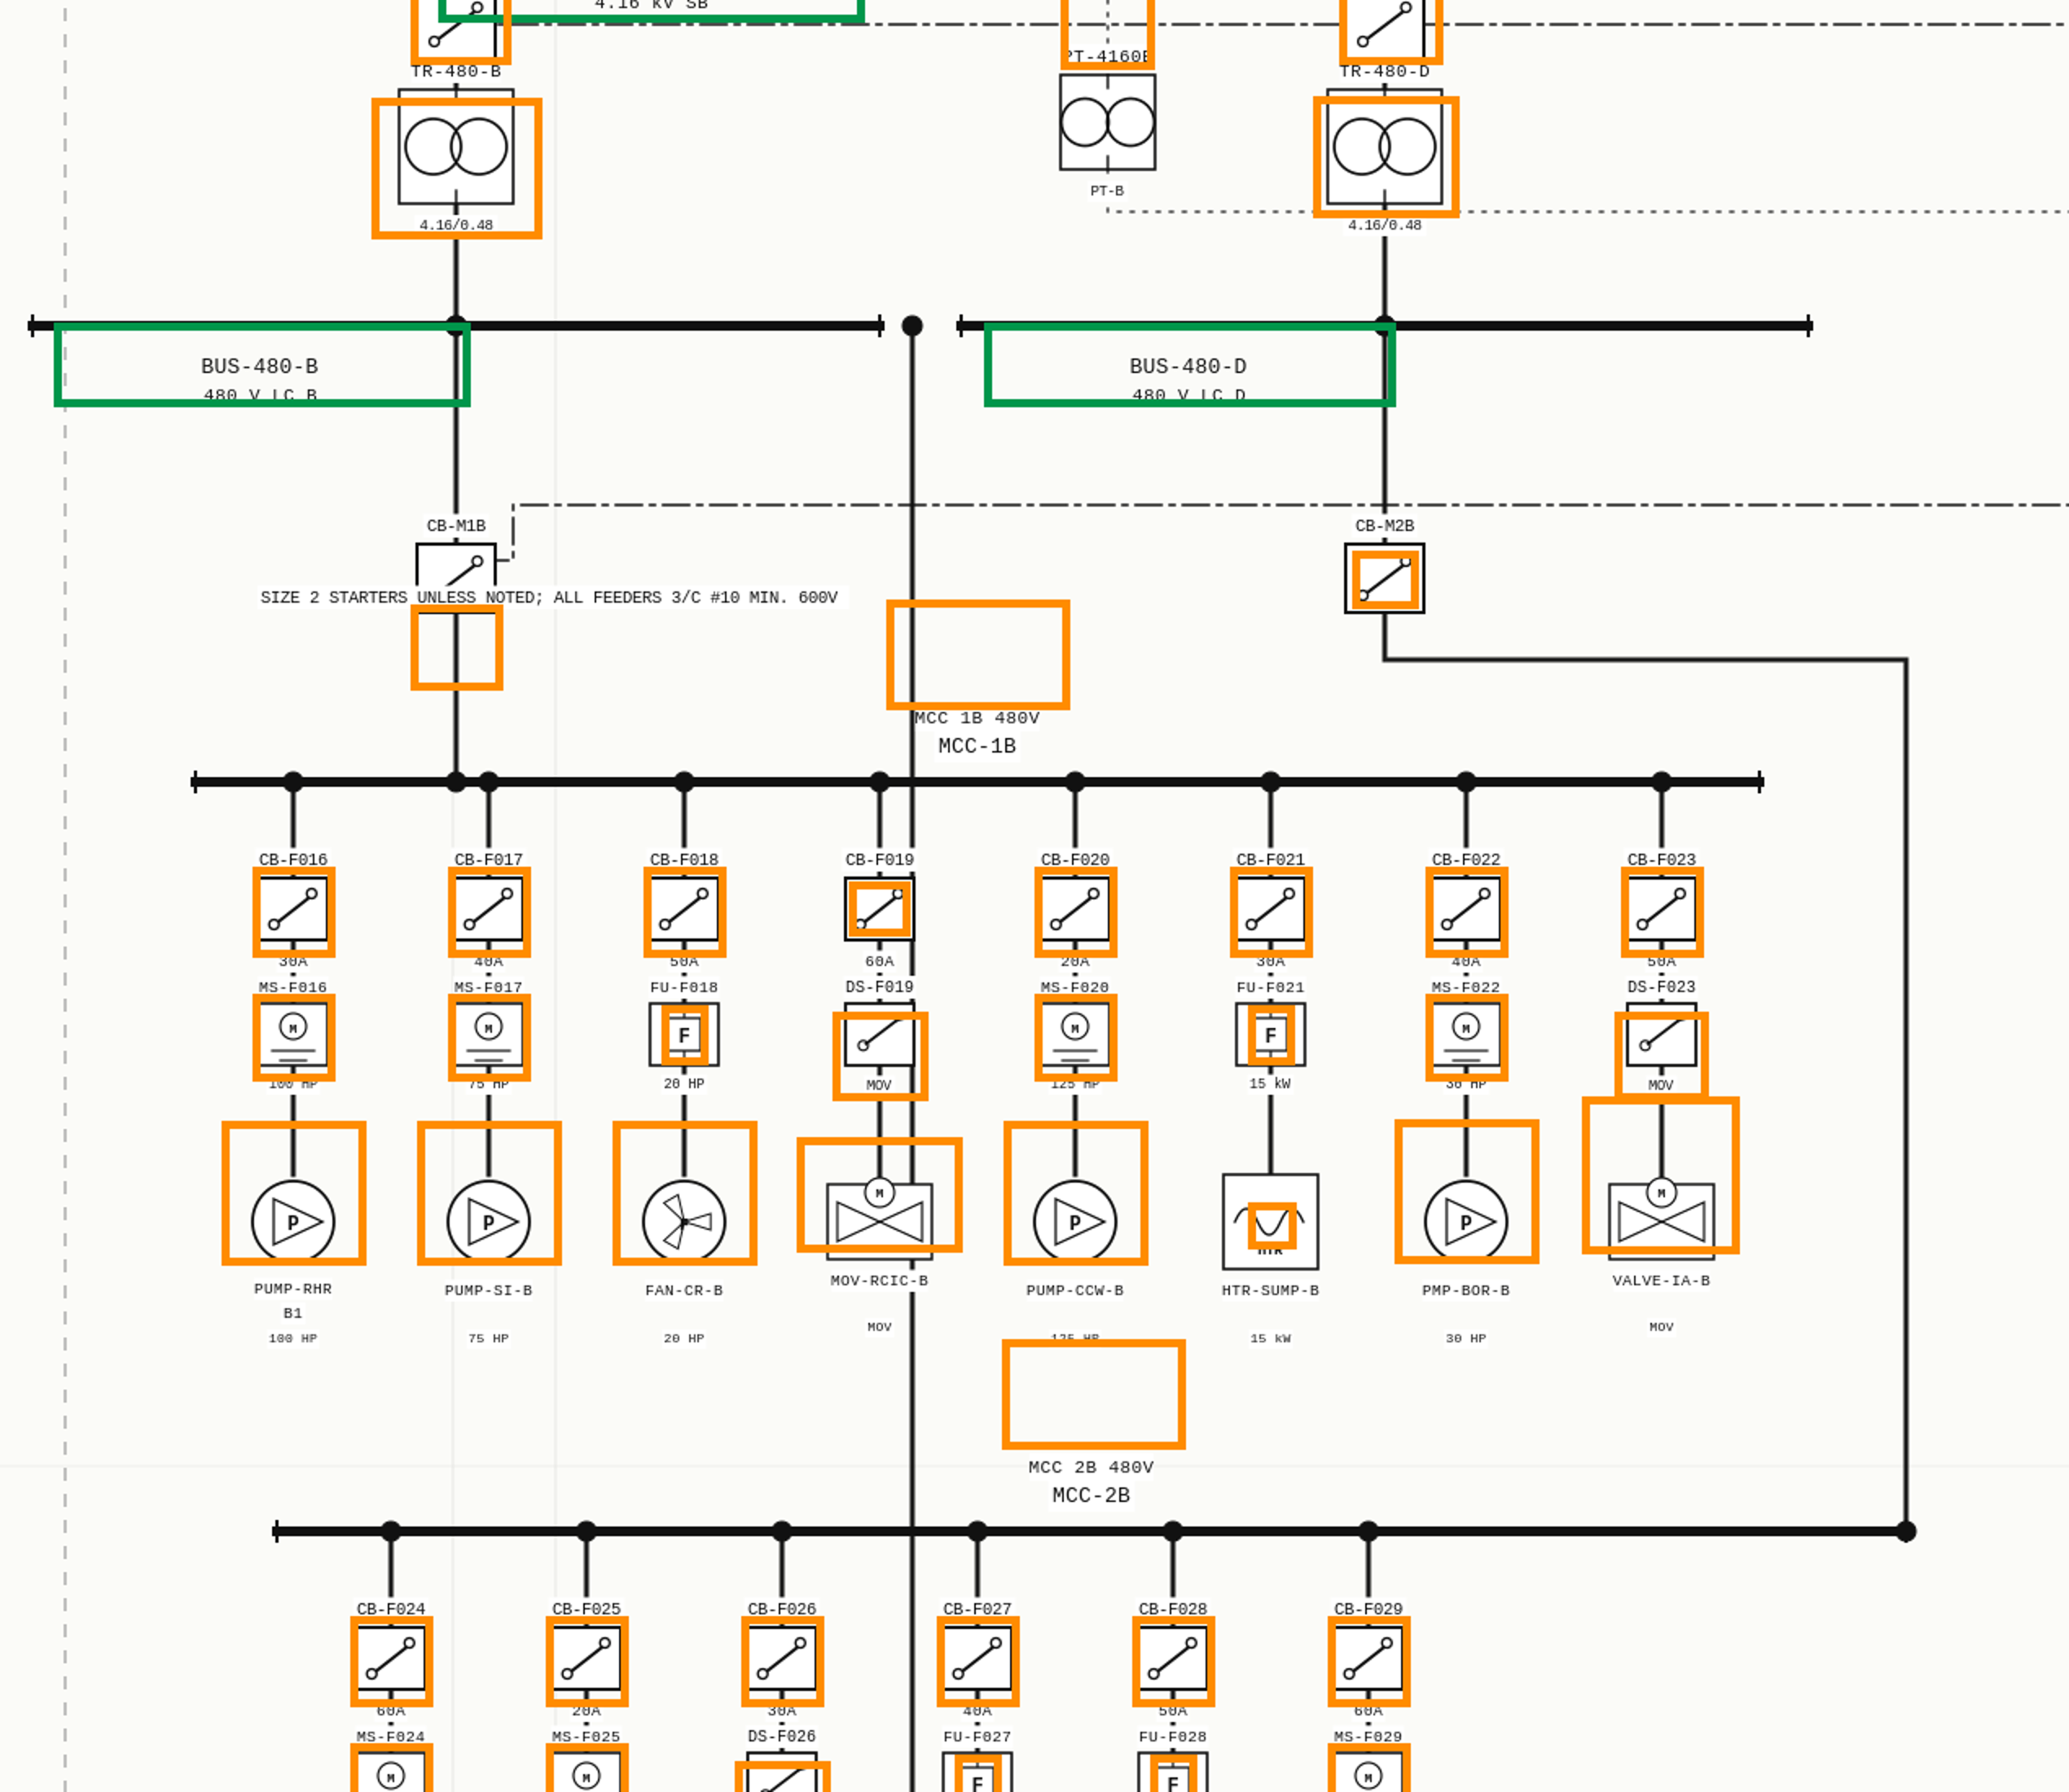 4.16 kV SB
PT-4160B
TR-480-B
TR-480-D
PT-B
4.16/0.48
4.16/0.48
BUS-480-B
BUS-480-D
480 V LC B
480 V LC D
CB-M1B
CB-M2B
SIZE 2 STARTERS UNLESS NOTED; ALL FEEDERS 3/C #10 MIN. 600V
MCC 1B 480V
MCC-1B
CB-F016 CB-F017 CB-F018 CB-F019 CB-F020 CB-F021 CB-F022 CB-F023
30A 40A 50A 60A 20A 30A 40A 50A
MS-F016 MS-F017 FU-F018 DS-F019 MS-F020 FU-F021 MS-F022 DS-F023
M M F M F M
100 HP 75 HP 20 HP MOV 125 HP 15 kW 30 HP MOV
M M
P P P P
HTR
MOV-RCIC-B VALVE-IA-B
PUMP-RHR PUMP-SI-B FAN-CR-B PUMP-CCW-B HTR-SUMP-B PMP-BOR-B
B1
MOV MOV
100 HP 75 HP 20 HP 125 HP 15 kW 30 HP
MCC 2B 480V
MCC-2B
CB-F024 CB-F025 CB-F026 CB-F027 CB-F028 CB-F029
60A 20A 30A 40A 50A 60A
MS-F024 MS-F025 DS-F026 FU-F027 FU-F028 MS-F029
M M F F M